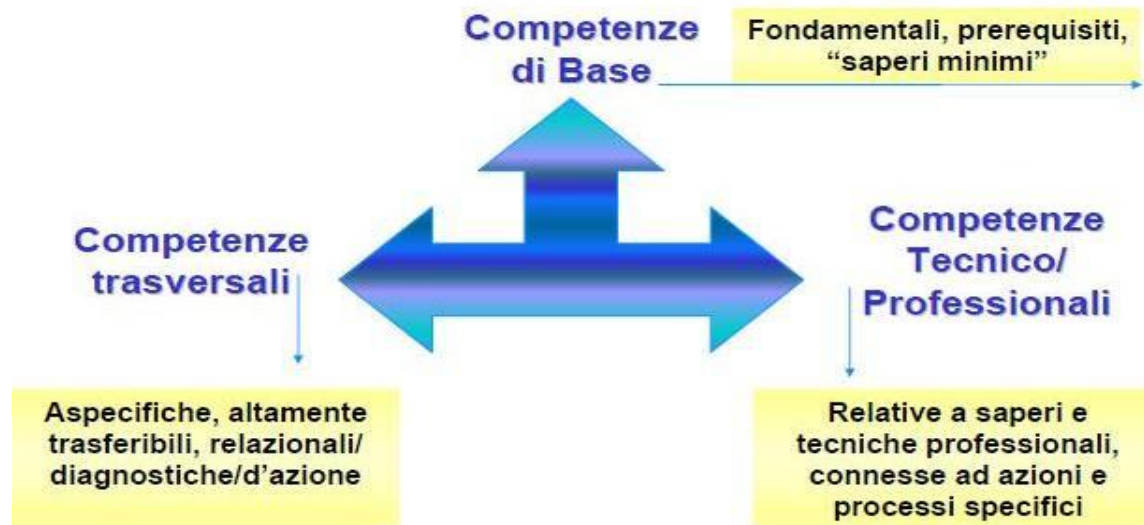 Competenze
di Base
Fondamentali, prerequisiti,
“saperi minimi”
Competenze
trasversali
Competenze
Tecnico/
Professionali
Aspecifiche, altamente
trasferibili, relazionali/
diagnostiche/d’azione
Relative a saperi e
tecniche professionali,
connesse ad azioni e
processi specifici